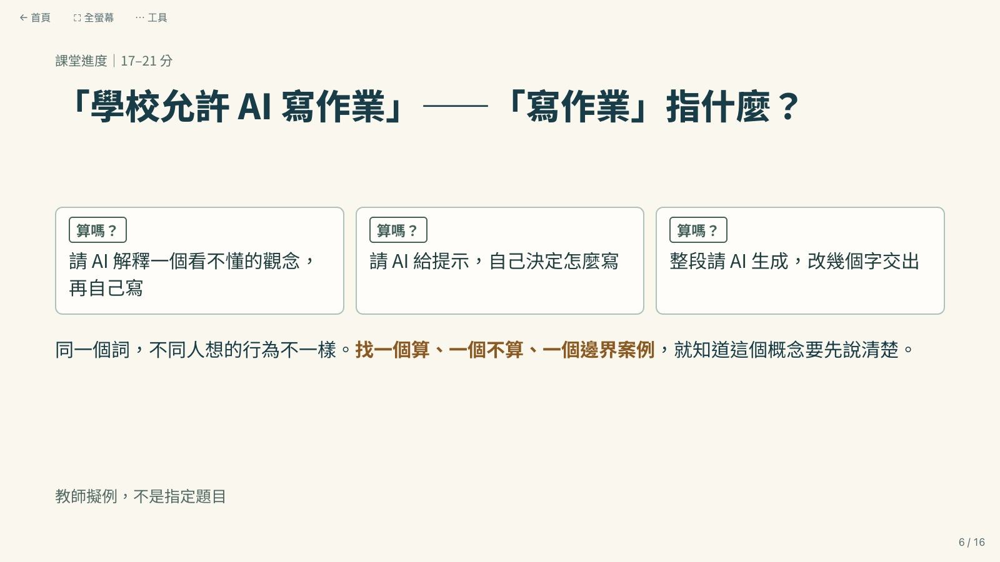 ← 首頁 ⛶ 全螢幕 ⋯ 工具
課堂進度｜17–21 分
「學校允許 AI 寫作業」——「寫作業」指什麼？
算嗎？
請 AI 解釋一個看不懂的觀念，
再自己寫
算嗎？
請 AI 給提示，自己決定怎麼寫
算嗎？
整段請 AI 生成，改幾個字交出
同一個詞，不同人想的行為不一樣。找一個算、一個不算、一個邊界案例，就知道這個概念要先說清楚。
教師擬例，不是指定題目
6 / 16